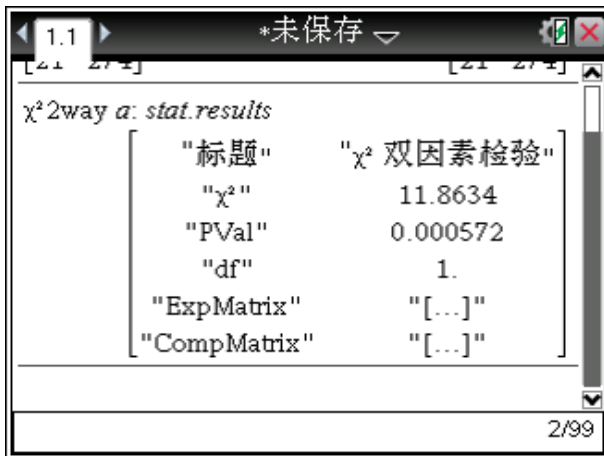 1.1 *未保存
χ²2way a: stat.results
"标题" "χ² 双因素检验"
"χ²" 11.8634
"PVal" 0.000572
"df" 1.
"ExpMatrix" "[...]"
"CompMatrix" "[...]"
2/99